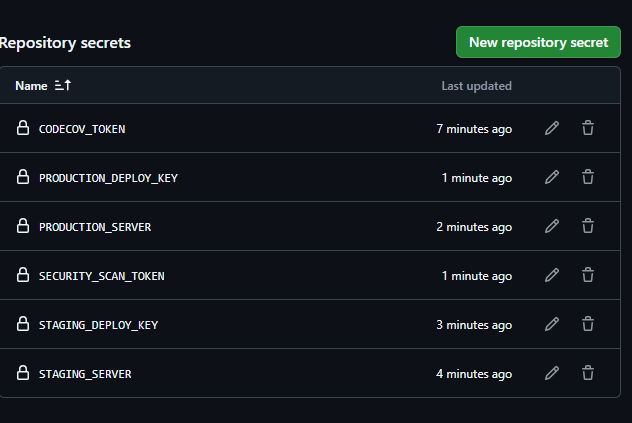 Repository secrets
New repository secret
Name Last updated
CODECOV_TOKEN 7 minutes ago
PRODUCTION_DEPLOY_KEY 1 minute ago
PRODUCTION_SERVER 2 minutes ago
SECURITY_SCAN_TOKEN 1 minute ago
STAGING_DEPLOY_KEY 3 minutes ago
STAGING_SERVER 4 minutes ago